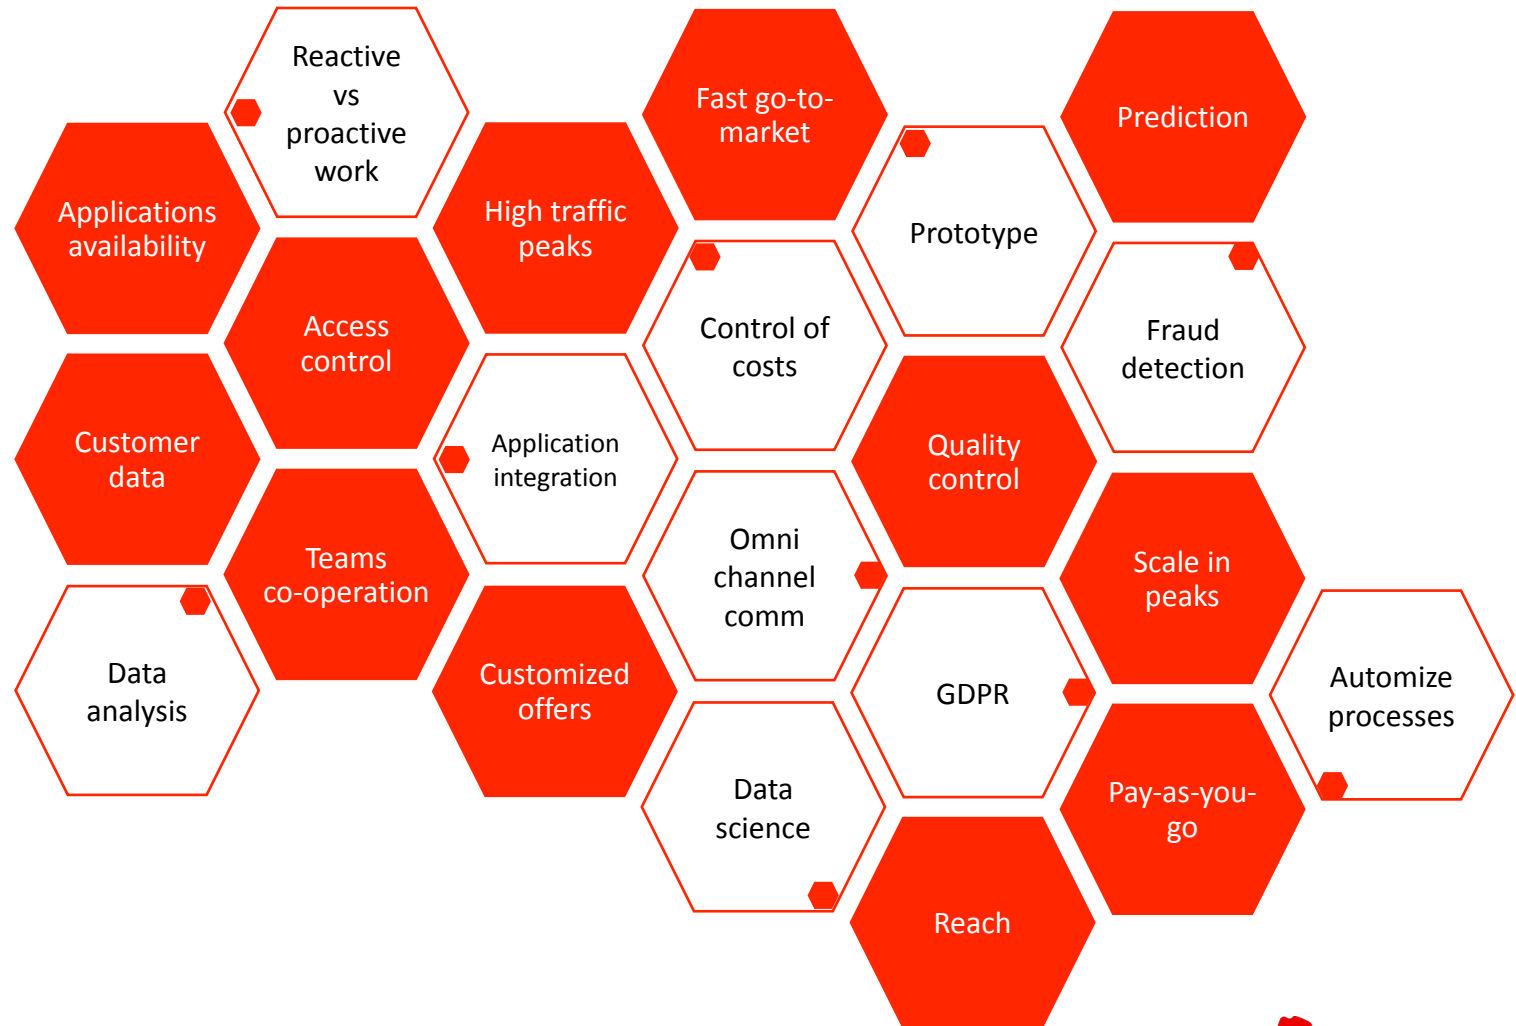 Reactive
vs
proactive
work
Fast go-to-
market
Prediction
Applications
availability
High traffic
peaks
Prototype
Access
control
Control of
costs
Fraud
detection
Customer
data
Application
integration
Quality
control
Teams
co-operation
Omni
channel
comm
Scale in
peaks
Data
analysis
Customized
offers
GDPR
Automize
processes
Data
science
Pay-as-you-
go
Reach